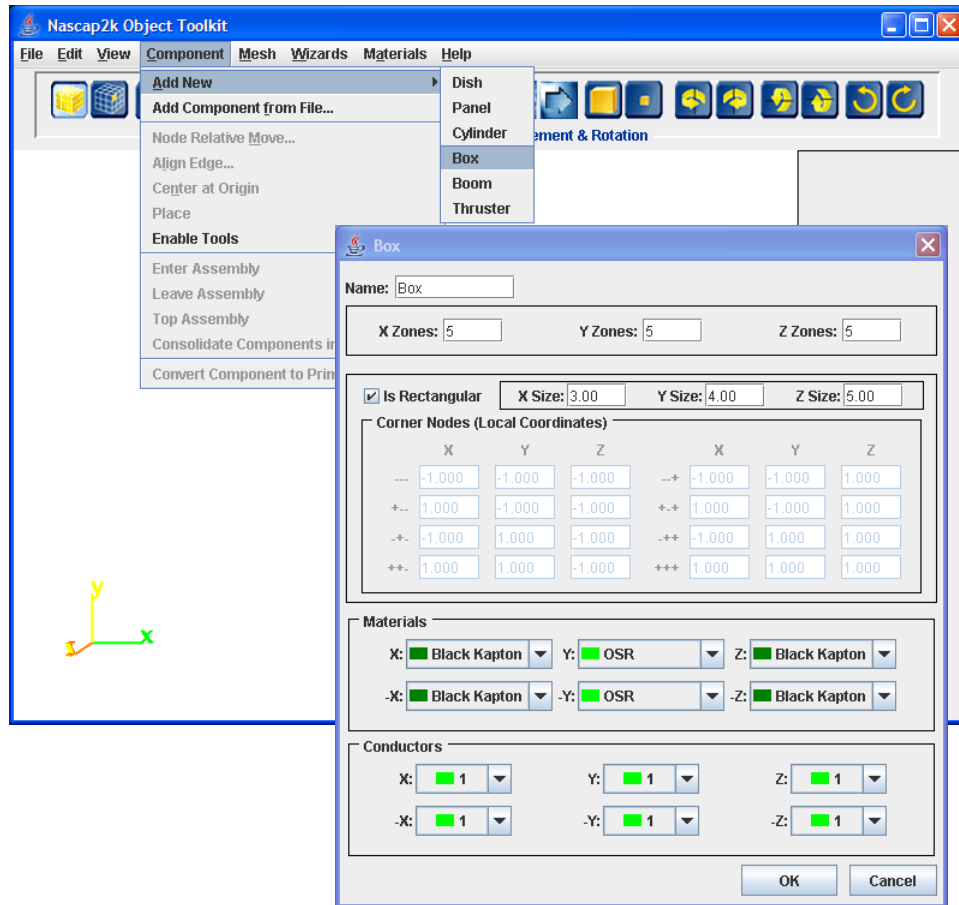 Nascap2k Object Toolkit
File Edit View Component Mesh Wizards Materials Help
Add New
Add Component from File...
Node Relative Move...
Align Edge...
Center at Origin
Place
Enable Tools
Enter Assembly
Leave Assembly
Top Assembly
Consolidate Components in
Convert Component to Prim
Dish
Panel
Cylinder
Box
Boom
Thruster
ement & Rotation
y
x
z
Box
Name: Box
X Zones: 5 Y Zones: 5 Z Zones: 5
Is Rectangular X Size: 3.00 Y Size: 4.00 Z Size: 5.00
Corner Nodes (Local Coordinates)
X Y Z X Y Z
--- -1.000 -1.000 -1.000 --+ -1.000 -1.000 1.000
+-- 1.000 -1.000 -1.000 +-+ 1.000 -1.000 1.000
-+- -1.000 1.000 -1.000 -++ -1.000 1.000 1.000
++- 1.000 1.000 -1.000 +++ 1.000 1.000 1.000
Materials
X: Black Kapton Y: OSR Z: Black Kapton
-X: Black Kapton -Y: OSR -Z: Black Kapton
Conductors
X: 1 Y: 1 Z: 1
-X: 1 -Y: 1 -Z: 1
OK Cancel